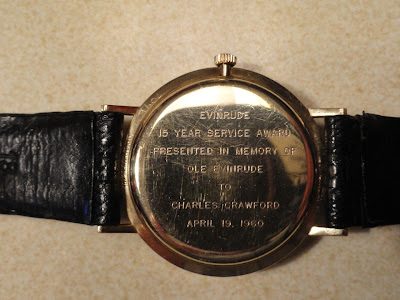 EVINRUDE
15 YEAR SERVICE AWARD
PRESENTED IN MEMORY OF
OLE EVINRUDE
TO
CHARLES CRAWFORD
APRIL 19, 1960